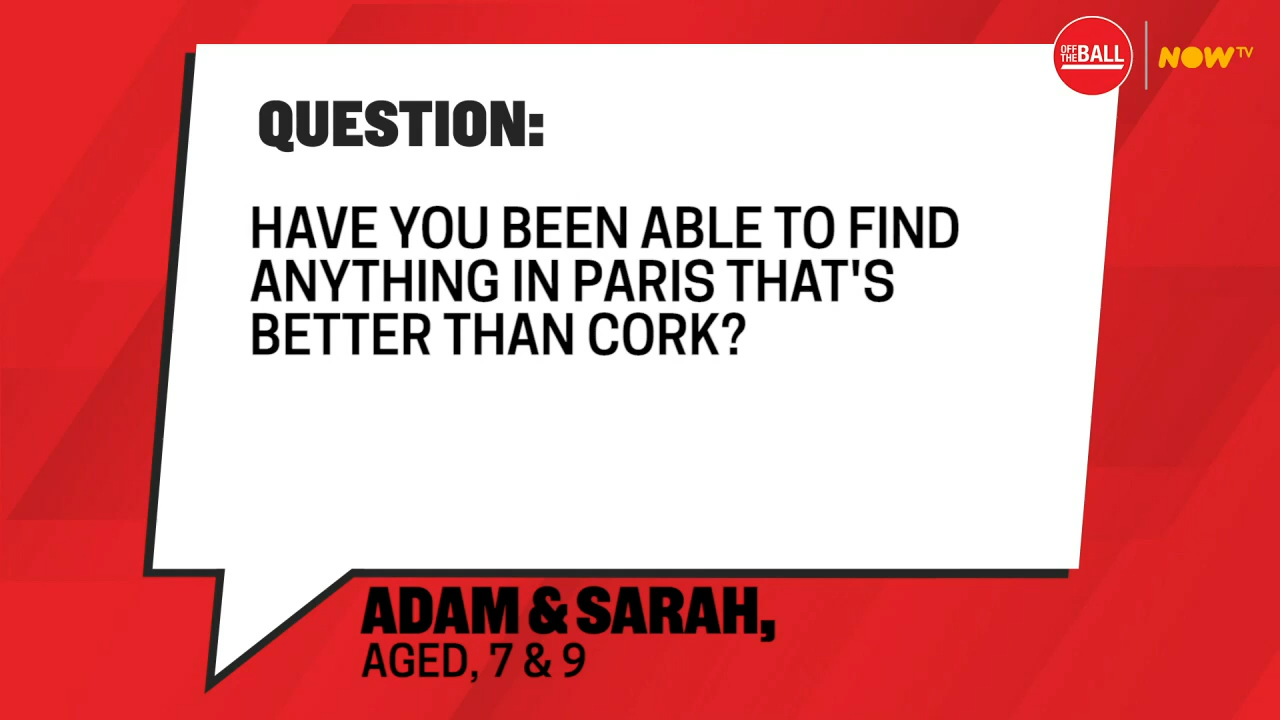 OFF THE BALL
NOW TV
QUESTION:
HAVE YOU BEEN ABLE TO FIND
ANYTHING IN PARIS THAT'S
BETTER THAN CORK?
ADAM & SARAH,
AGED, 7 & 9